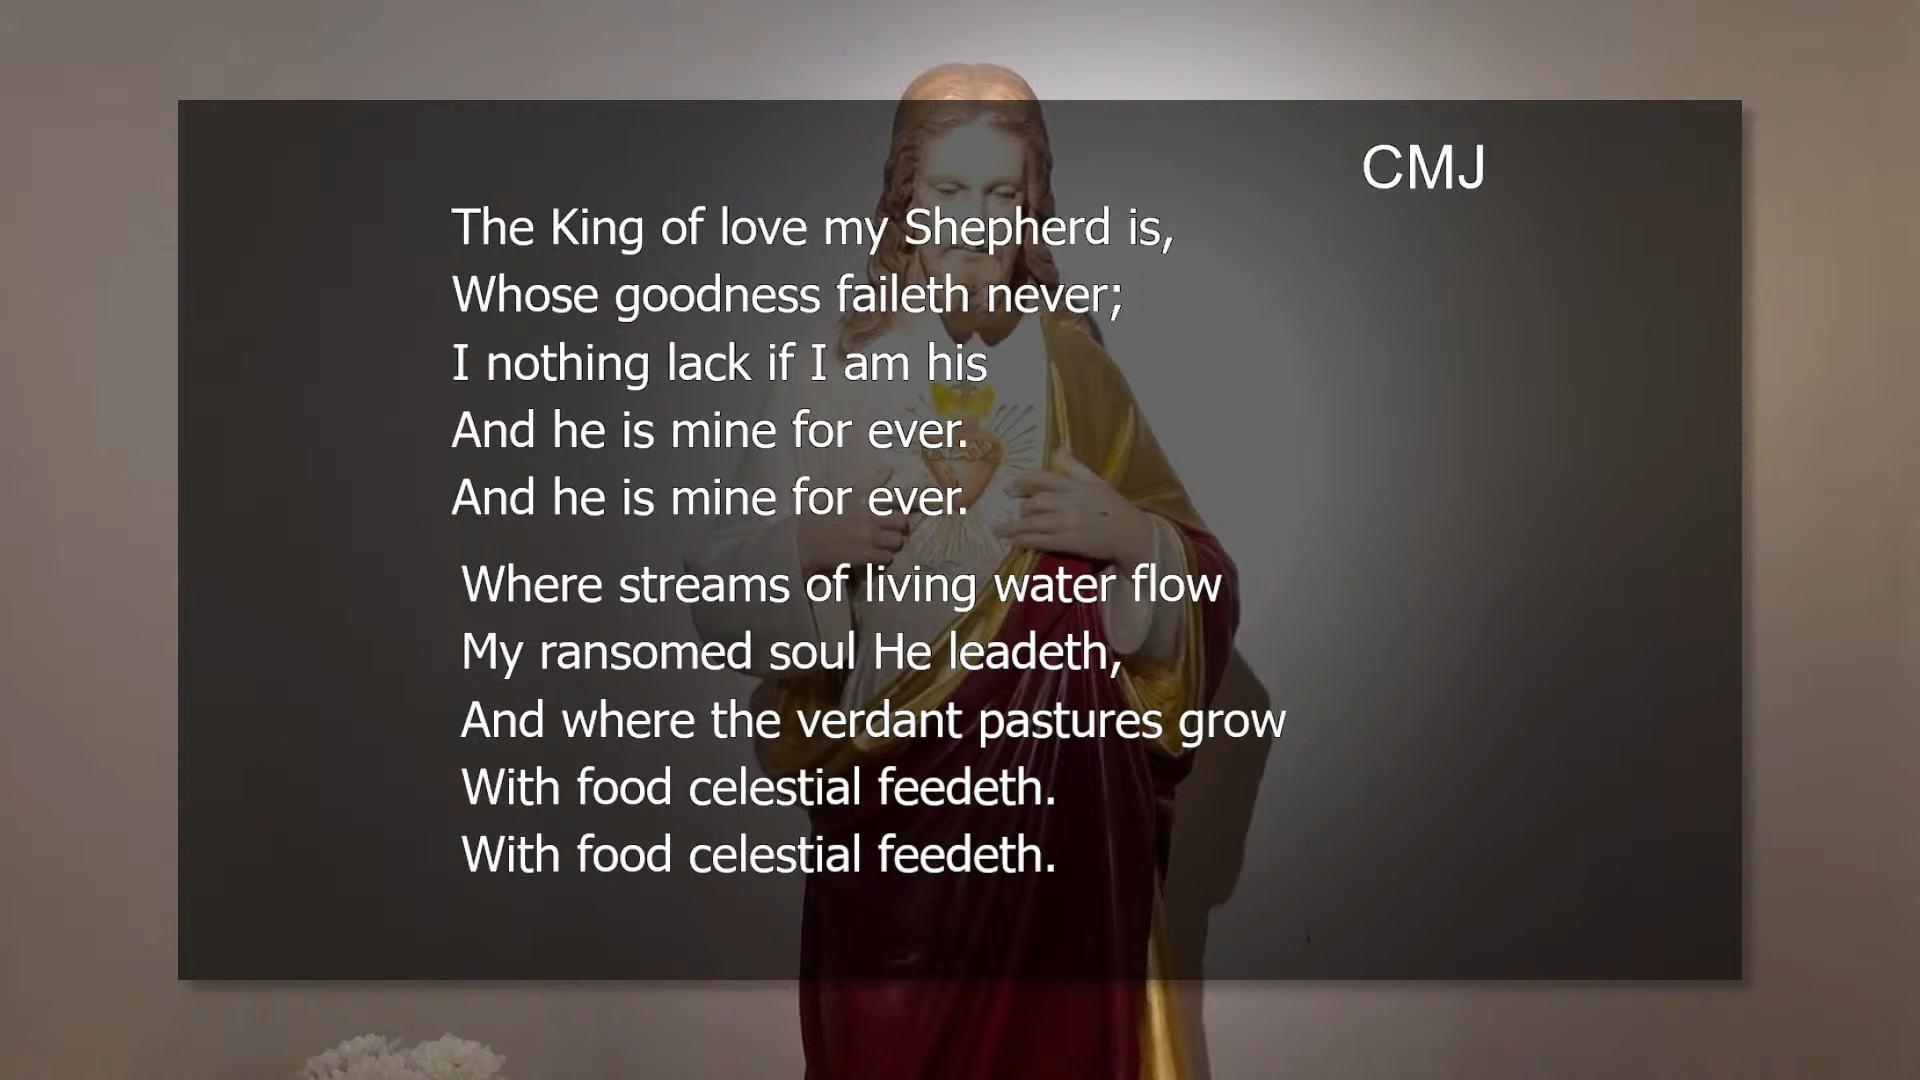 CMJ
The King of love my Shepherd is,
Whose goodness faileth never;
I nothing lack if I am his
And he is mine for ever.
And he is mine for ever.
Where streams of living water flow
My ransomed soul He leadeth,
And where the verdant pastures grow
With food celestial feedeth.
With food celestial feedeth.